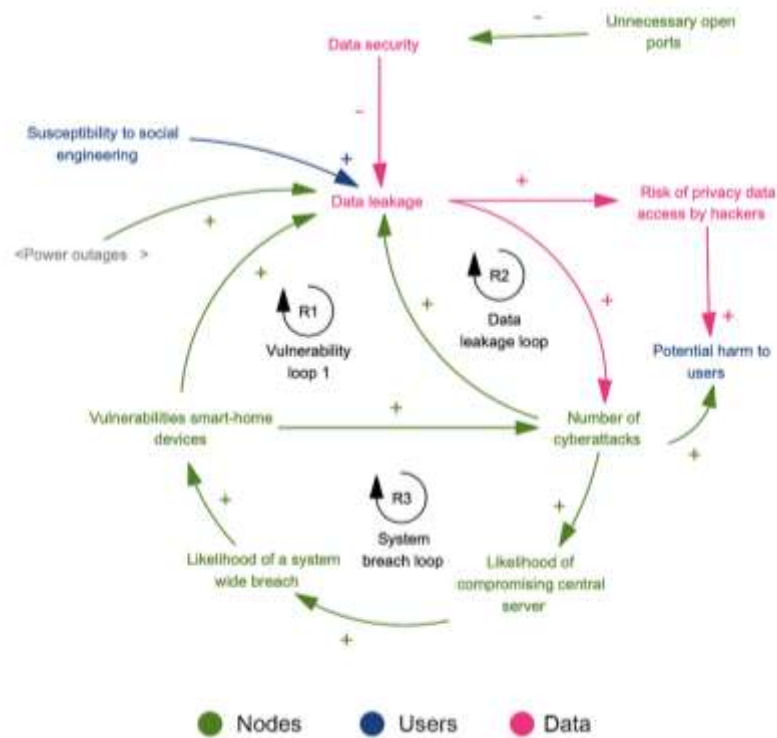 Unnecessary open
ports
−
Data security
−
Susceptibility to social
engineering
+
Data leakage
+
Risk of privacy data
access by hackers
<Power outages >
+
+
R1
Vulnerability
loop 1
R2
Data
leakage loop
+
+
+
Potential harm to
users
Vulnerabilities smart-home
devices
+
Number of
cyberattacks
+
R3
System
breach loop
+
+
Likelihood of a system
wide breach
Likelihood of
compromising central
server
+
Nodes
Users
Data